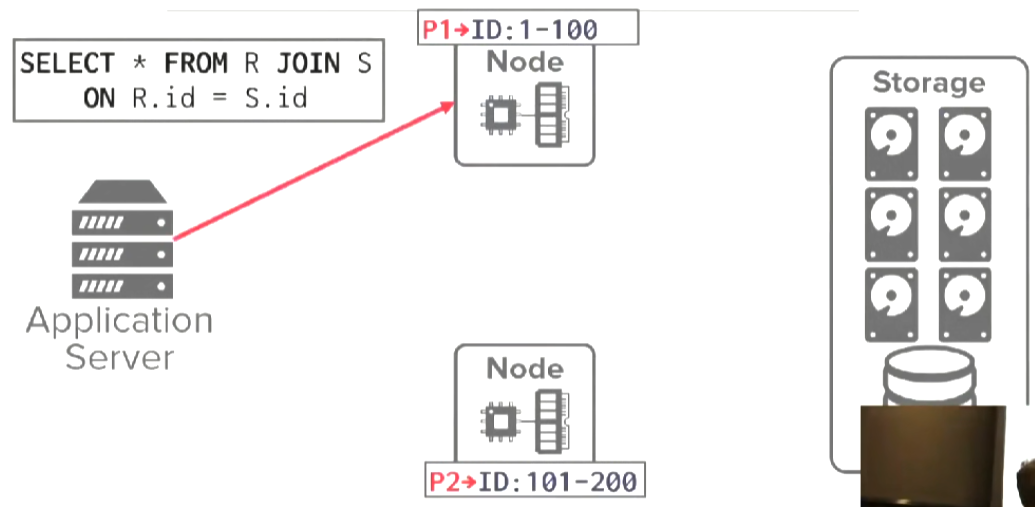 P1→ID:1-100
SELECT * FROM R JOIN S
ON R.id = S.id
Node
Storage
Application
Server
Node
P2→ID:101-200